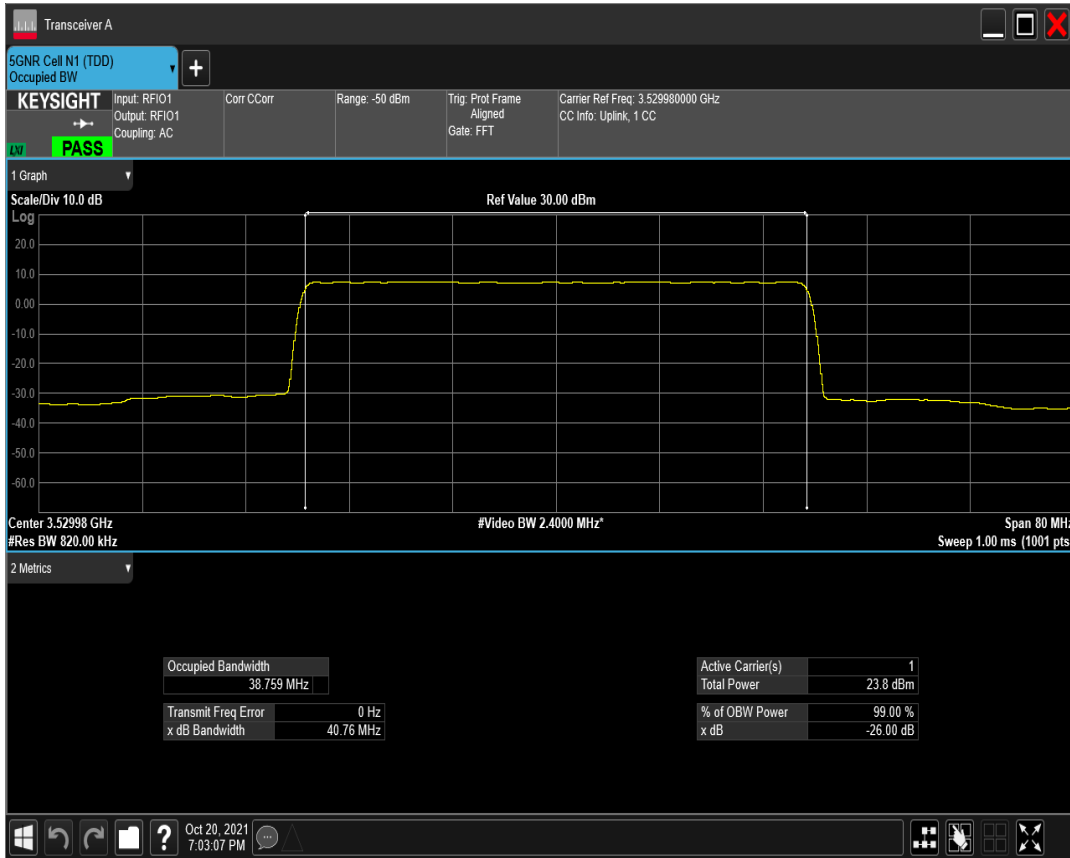 Transceiver A
5GNR Cell N1 (TDD)
Occupied BW
+
KEYSIGHT
LXI
PASS
Input: RFIO1
Output: RFIO1
Coupling: AC
Corr CCorr
Range: -50 dBm
Trig: Prot Frame
Aligned
Gate: FFT
Carrier Ref Freq: 3.529980000 GHz
CC Info: Uplink, 1 CC
1 Graph
Scale/Div 10.0 dB
Ref Value 30.00 dBm
Log
20.0
10.0
0.00
-10.0
-20.0
-30.0
-40.0
-50.0
-60.0
Center 3.52998 GHz
#Video BW 2.4000 MHz*
Span 80 MHz
#Res BW 820.00 kHz
Sweep 1.00 ms (1001 pts
2 Metrics
Occupied Bandwidth
38.759 MHz
Transmit Freq Error 0 Hz
x dB Bandwidth 40.76 MHz
Active Carrier(s) 1
Total Power 23.8 dBm
% of OBW Power 99.00 %
x dB -26.00 dB
?
Oct 20, 2021
7:03:07 PM